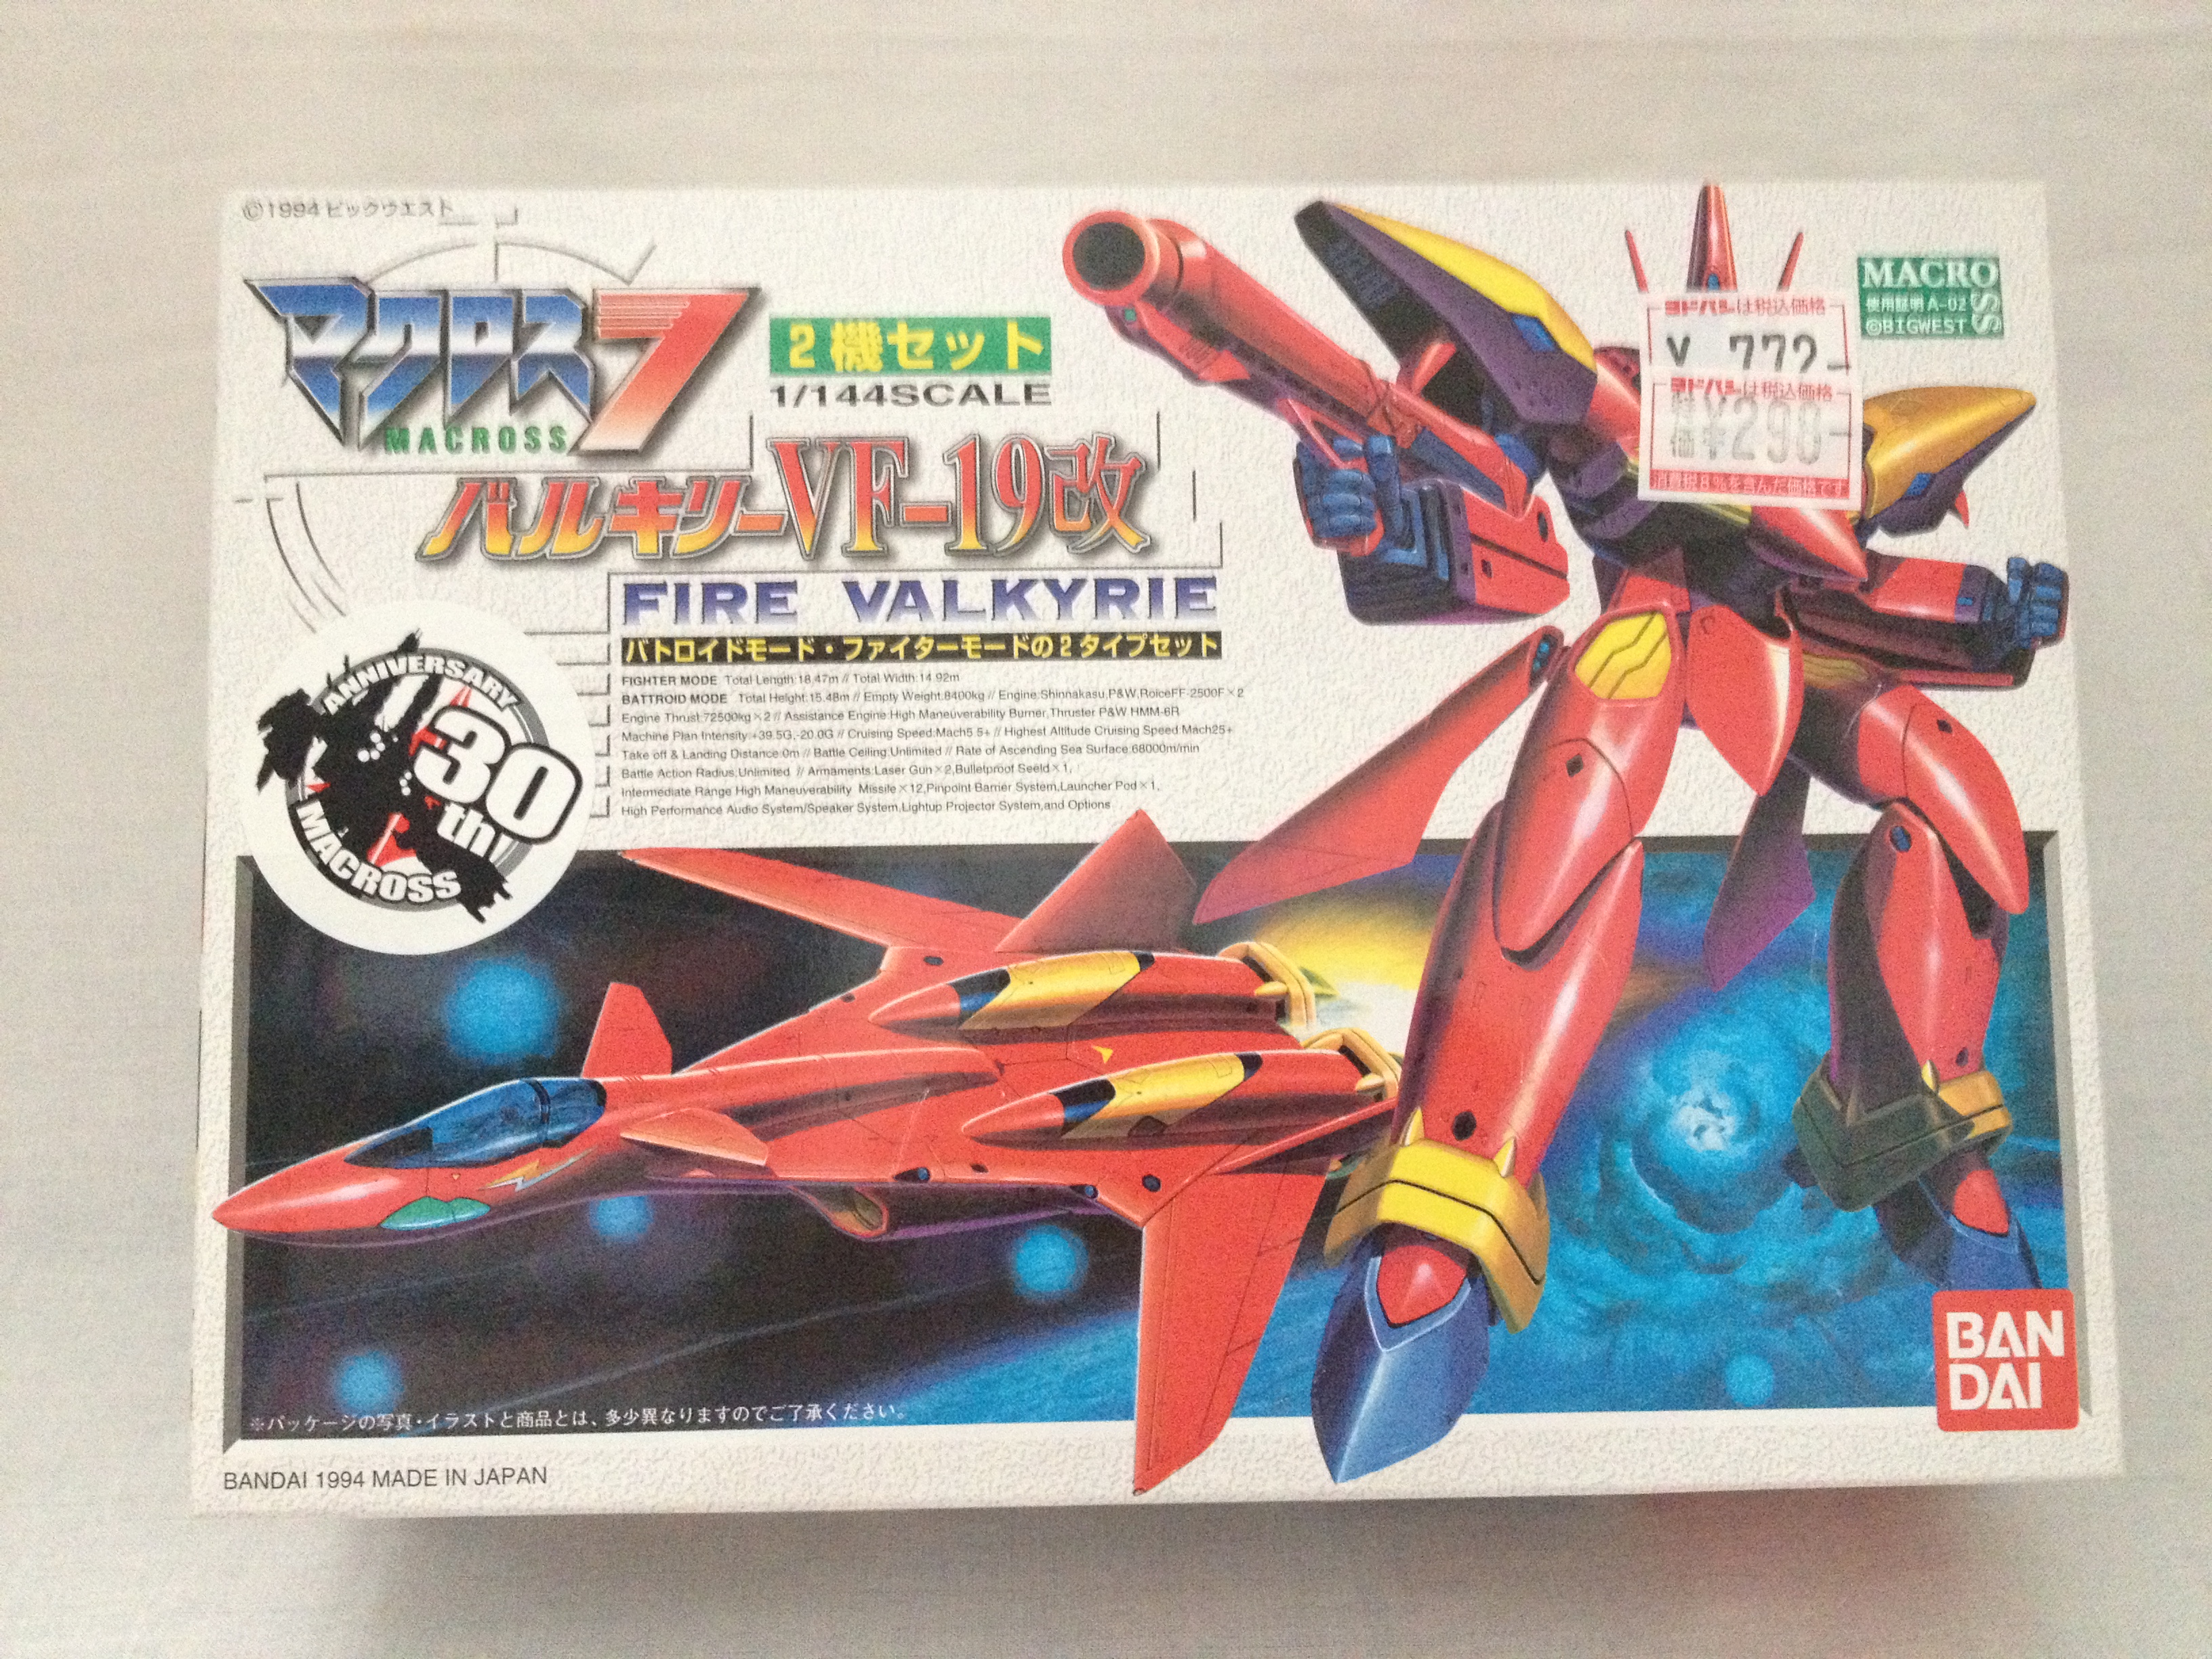 ©1994 ビックウエスト
マクロス7
MACROSS
2機セット
1/144SCALE
バルキリーVF-19改
FIRE VALKYRIE
バトロイドモード・ファイターモードの2タイプセット
FIGHTER MODE Total Length:18.47m // Total Width:14.92m
BATTROID MODE Total Height:15.48m // Empty Weight:8400kg // Engine:Shinnakasu,P&W,RoiceFF-2500F×2
Engine Thrust:72500kg×2 // Assistance Engine:High Maneuverability Burner,Thruster P&W HMM-6R
Machine Plan Intensity:+39.5G,-20.0G // Cruising Speed:Mach5.5+ // Highest Altitude Cruising Speed:Mach25+
Take off & Landing Distance:0m // Battle Ceiling:Unlimited // Rate of Ascending Sea Surface:68000m/min
Battle Action Radius:Unlimited // Armaments:Laser Gun×2,Bulletproof Seeld×1,
Intermediate Range High Maneuverability Missile×12,Pinpoint Barrier System,Launcher Pod×1,
High Performance Audio System/Speaker System,Lightup Projector System,and Options
ANNIVERSARY
30th
MACROSS
ヨドバシは税込価格
¥ 772-
ヨドバシは税込価格
特価 ¥290-
消費税8%を含んだ価格です
MACROSS
使用証明 A-02
©BIGWEST
※パッケージの写真・イラストと商品とは、多少異なりますのでご了承ください。
BANDAI 1994 MADE IN JAPAN
BAN
DAI